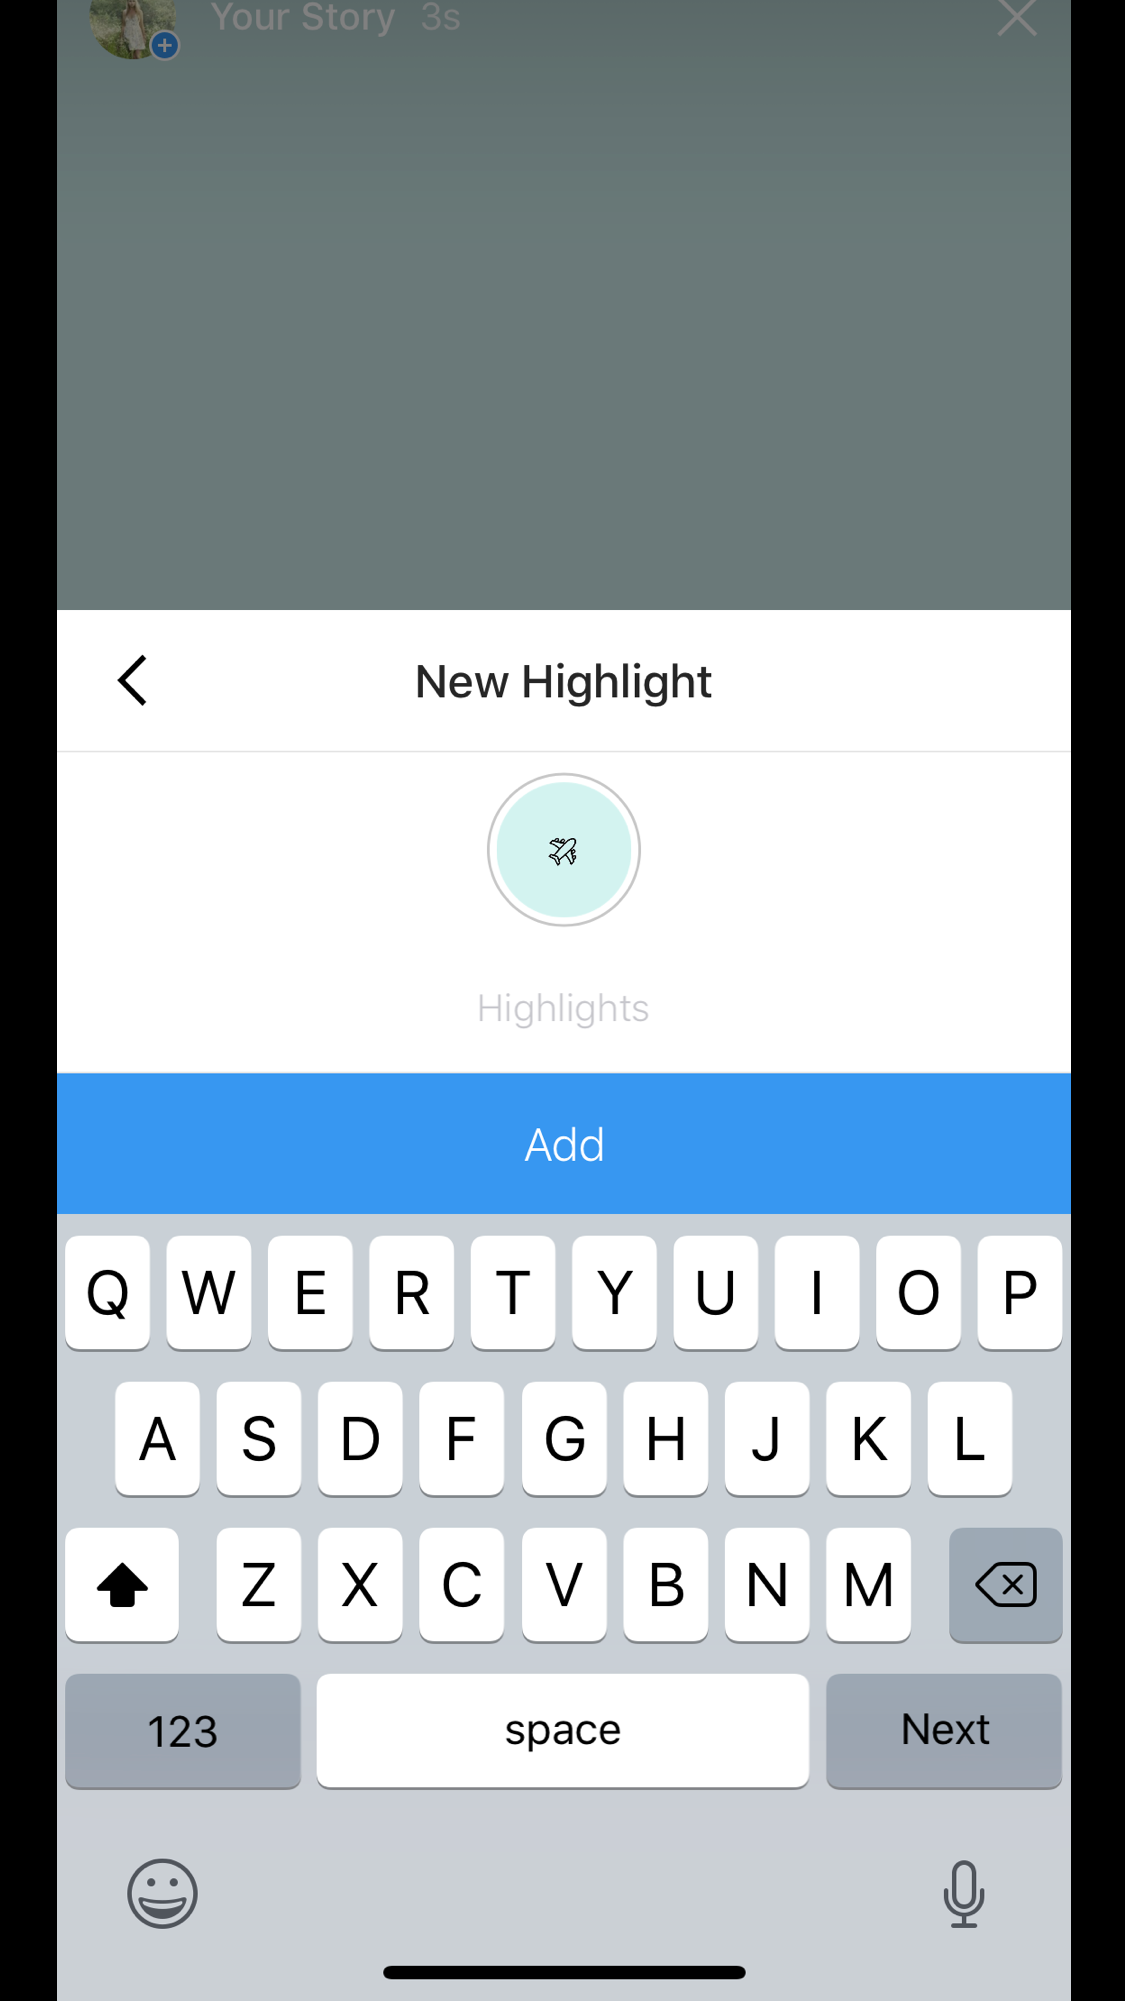 Your Story 3s
New Highlight
Highlights
Add
Q W E R T Y U I O P
A S D F G H J K L
Z X C V B N M
123 space Next